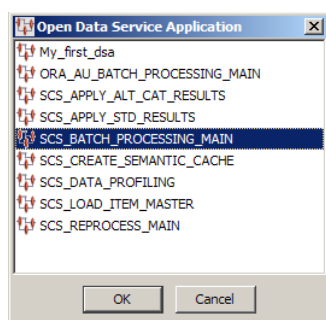 Open Data Service Application
My_first_dsa
ORA_AU_BATCH_PROCESSING_MAIN
SCS_APPLY_ALT_CAT_RESULTS
SCS_APPLY_STD_RESULTS
SCS_BATCH_PROCESSING_MAIN
SCS_CREATE_SEMANTIC_CACHE
SCS_DATA_PROFILING
SCS_LOAD_ITEM_MASTER
SCS_REPROCESS_MAIN
OK Cancel